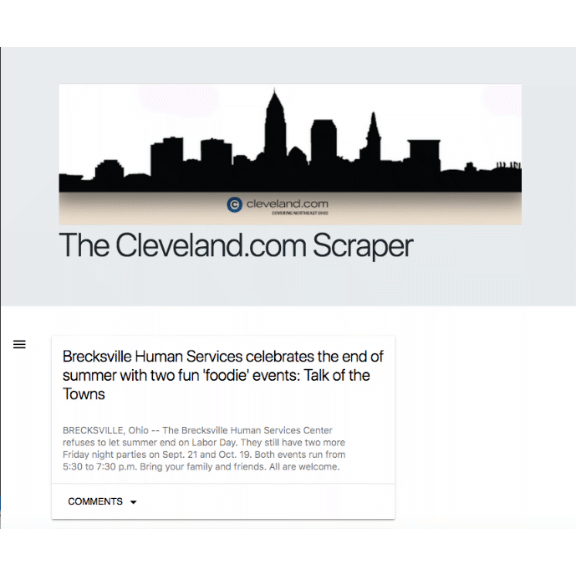 cleveland.com
COVERING NORTHEAST OHIO
The Cleveland.com Scraper
Brecksville Human Services celebrates the end of
summer with two fun 'foodie' events: Talk of the
Towns
BRECKSVILLE, Ohio -- The Brecksville Human Services Center
refuses to let summer end on Labor Day. They still have two more
Friday night parties on Sept. 21 and Oct. 19. Both events run from
5:30 to 7:30 p.m. Bring your family and friends. All are welcome.
COMMENTS